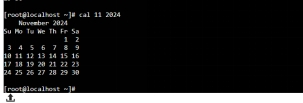 [root@localhost ~]# cal 11 2024
November 2024
Su Mo Tu We Th Fr Sa
1 2
3 4 5 6 7 8 9
10 11 12 13 14 15 16
17 18 19 20 21 22 23
24 25 26 27 28 29 30
[root@localhost ~]#